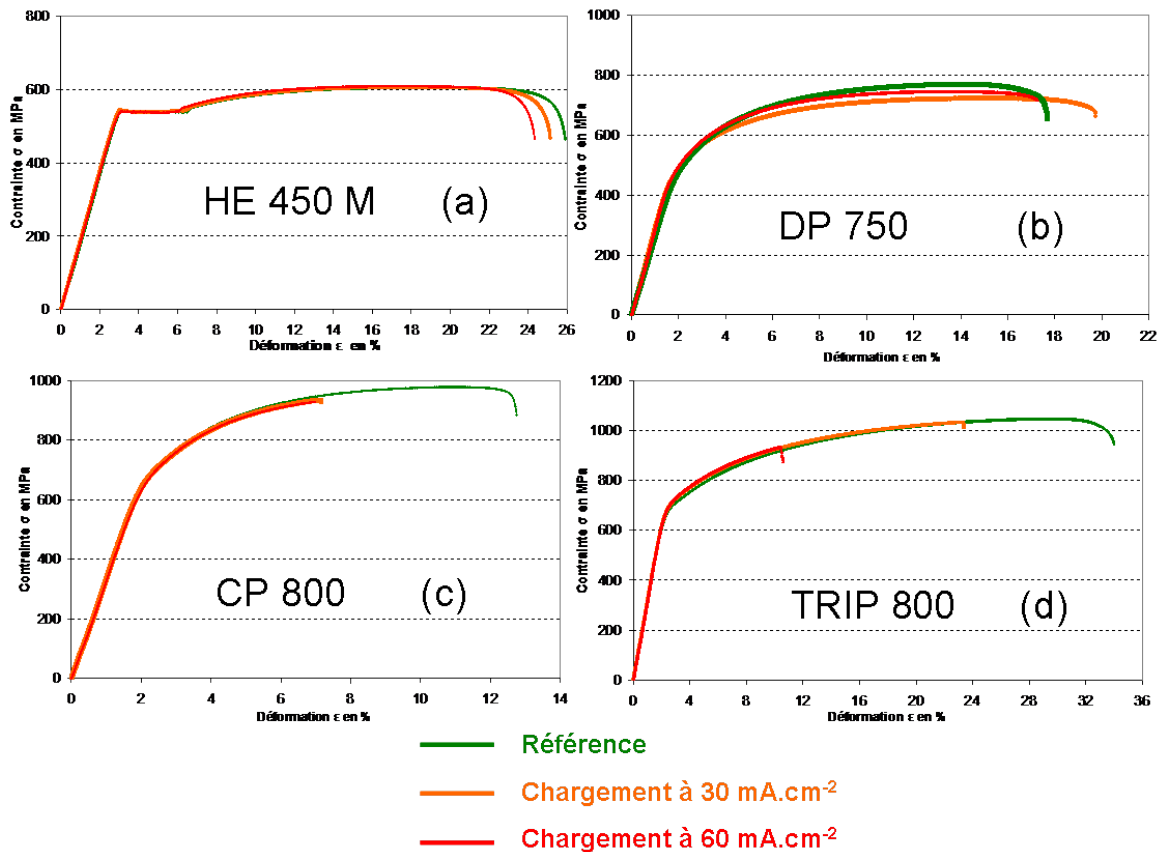 800
600
400
200
0
Contrainte σ en MPa
HE 450 M (a)
0 2 4 6 8 10 12 14 16 18 20 22 24 26
Déformation ε en %
1000
800
600
400
200
0
Contrainte σ en MPa
DP 750 (b)
0 2 4 6 8 10 12 14 16 18 20 22
Déformation ε en %
1000
800
600
400
200
0
Contrainte σ en MPa
CP 800 (c)
0 2 4 6 8 10 12 14
Déformation ε en %
1200
1000
800
600
400
200
0
Contrainte σ en MPa
TRIP 800 (d)
0 4 8 12 16 20 24 28 32 36
Déformation ε en %
Référence
Chargement à 30 mA.cm⁻²
Chargement à 60 mA.cm⁻²